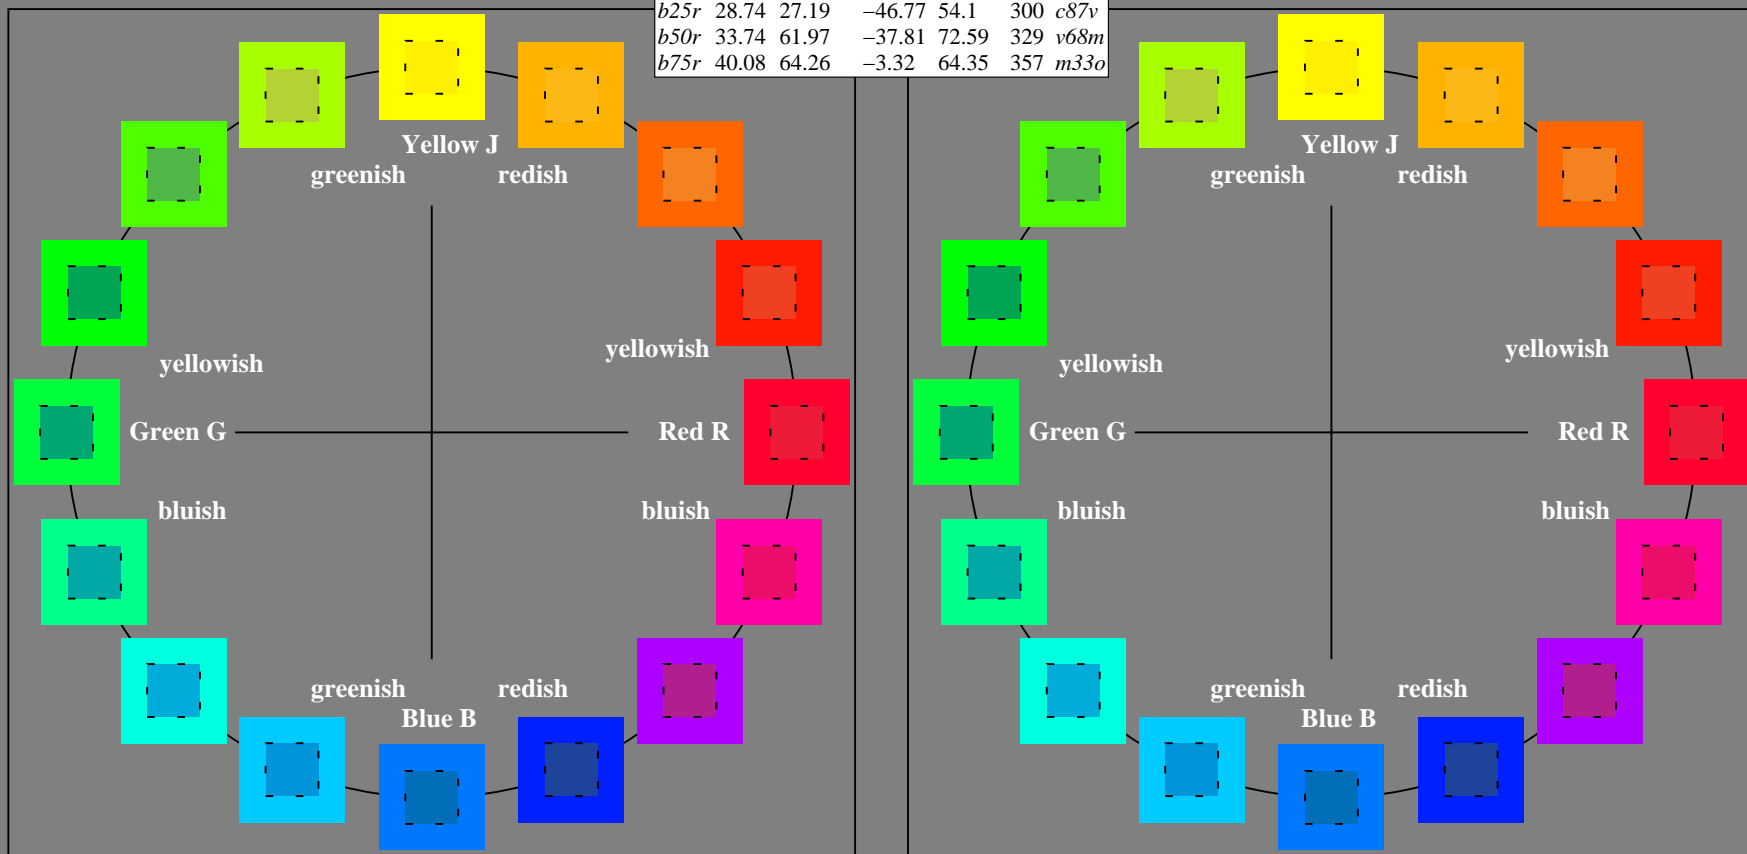 b25r 28.74 27.19 −46.77 54.1 300 c87v
b50r 33.74 61.97 −37.81 72.59 329 v68m
b75r 40.08 64.26 −3.32 64.35 357 m33o
Yellow J
greenish redish
yellowish
yellowish
Green G
Red R
bluish
bluish
greenish redish
Blue B
Yellow J
greenish redish
yellowish
yellowish
Green G
Red R
bluish
bluish
greenish redish
Blue B